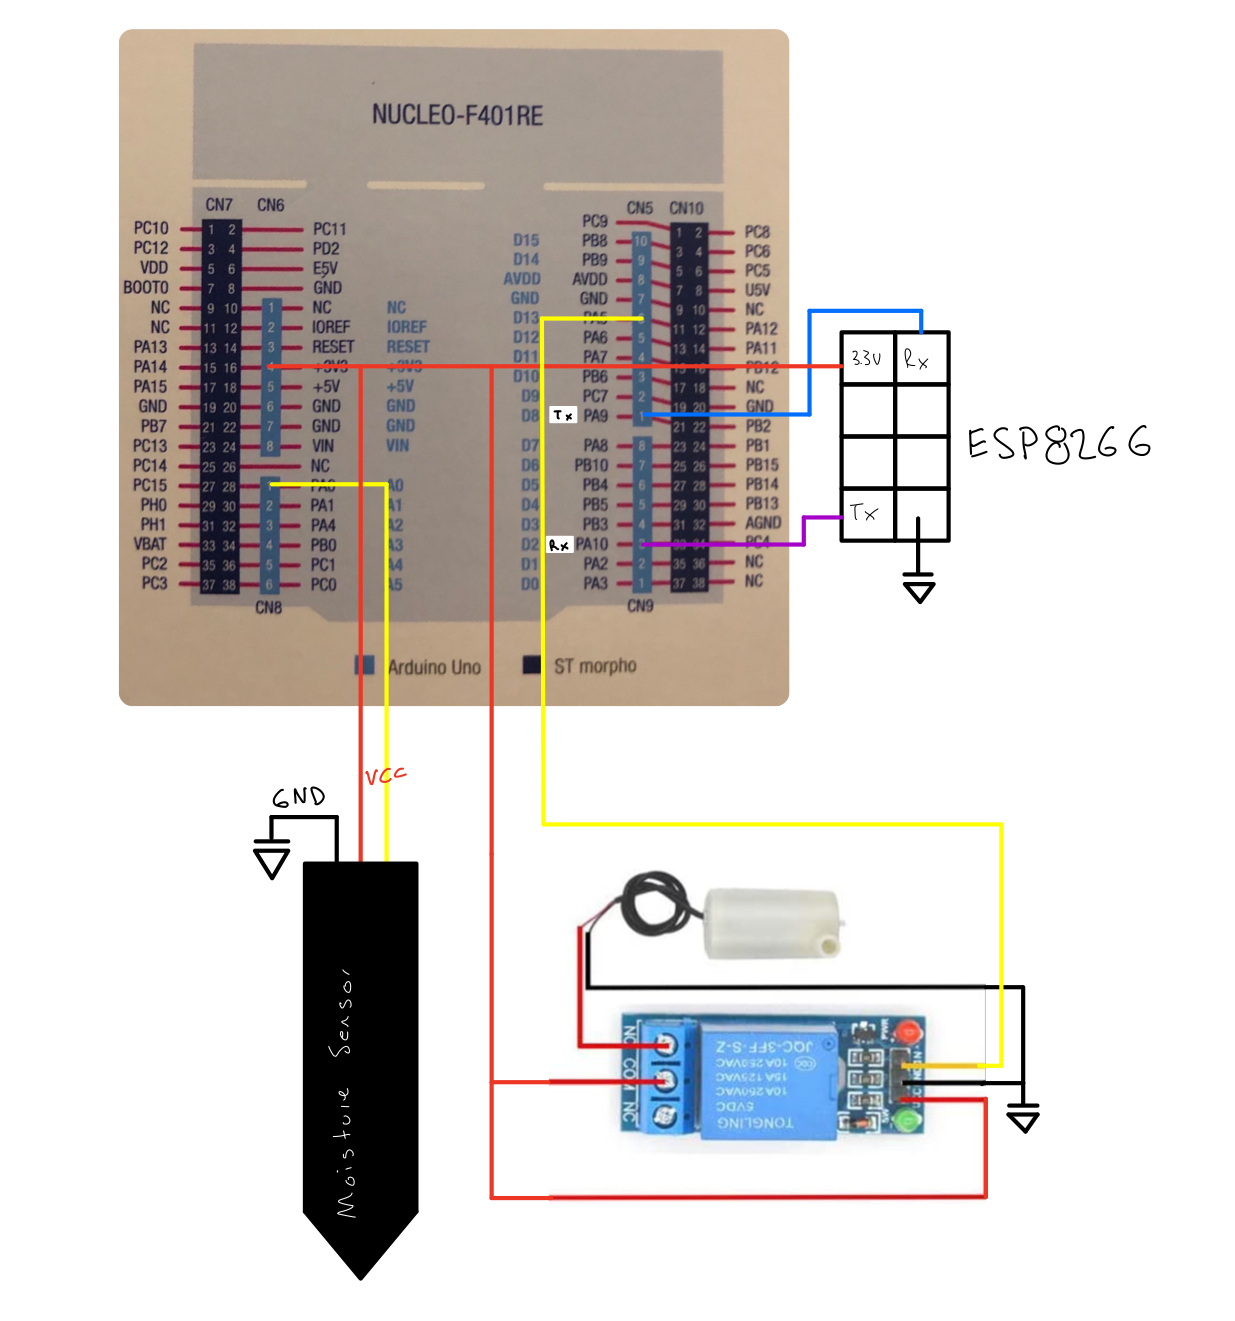 NUCLEO-F401RE
CN7 CN6
CN5 CN10
PC10 1 2 PC11
PC12 3 4 PD2
VDD 5 6 E5V
BOOT0 7 8 GND
NC 9 10 1 NC NC
NC 11 12 2 IOREF IOREF
PA13 13 14 3 RESET RESET
PA14 15 16 +3V3 +3V3
PA15 17 18 5 +5V +5V
GND 19 20 6 GND GND
PB7 21 22 7 GND GND
PC13 23 24 8 VIN VIN
PC14 25 26 NC
PC15 27 28 1 PA0 A0
PH0 29 30 2 PA1 A1
PH1 31 32 3 PA4 A2
VBAT 33 34 4 PB0 A3
PC2 35 36 5 PC1 A4
PC3 37 38 6 PC0 A5
CN8
PC9 1 2 PC8
D15 PB8 10 3 4 PC6
D14 PB9 9 5 6 PC5
AVDD AVDD 8 7 8 U5V
GND GND 7 9 10 NC
D13 PA5 6 11 12 PA12
D12 PA6 5 13 14 PA11
D11 PA7 4 15 16 PB12
D10 PB6 3 17 18 NC
D9 PC7 2 19 20 GND
D8 Tx PA9 1 21 22 PB2
D7 PA8 8 23 24 PB1
D6 PB10 7 25 26 PB15
D5 PB4 6 27 28 PB14
D4 PB5 5 29 30 PB13
D3 PB3 4 31 32 AGND
D2 Rx PA10 3 33 34 PC4
D1 PA2 2 35 36 NC
D0 PA3 1 37 38 NC
CN9
Arduino Uno
ST morpho
3.3V Rx
Tx
ESP8266
VCC
GND
Moisture Sensor
NO COM NC
JQC-3FF-S-Z
10A 250VAC
15A 125VAC
10A 250VAC
5VDC
TONGLING
PWR
IN